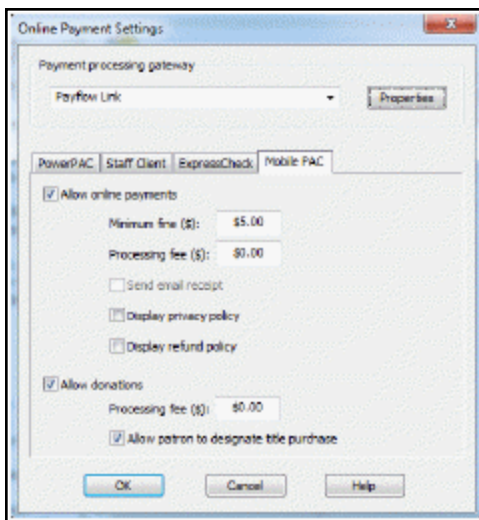 Online Payment Settings
Payment processing gateway
Payflow Link
Properties
PowerPAC Staff Client ExpressCheck Mobile PAC
Allow online payments
Minimum fine ($): $5.00
Processing fee ($): $0.00
Send email receipt
Display privacy policy
Display refund policy
Allow donations
Processing fee ($): $0.00
Allow patron to designate title purchase
OK Cancel Help